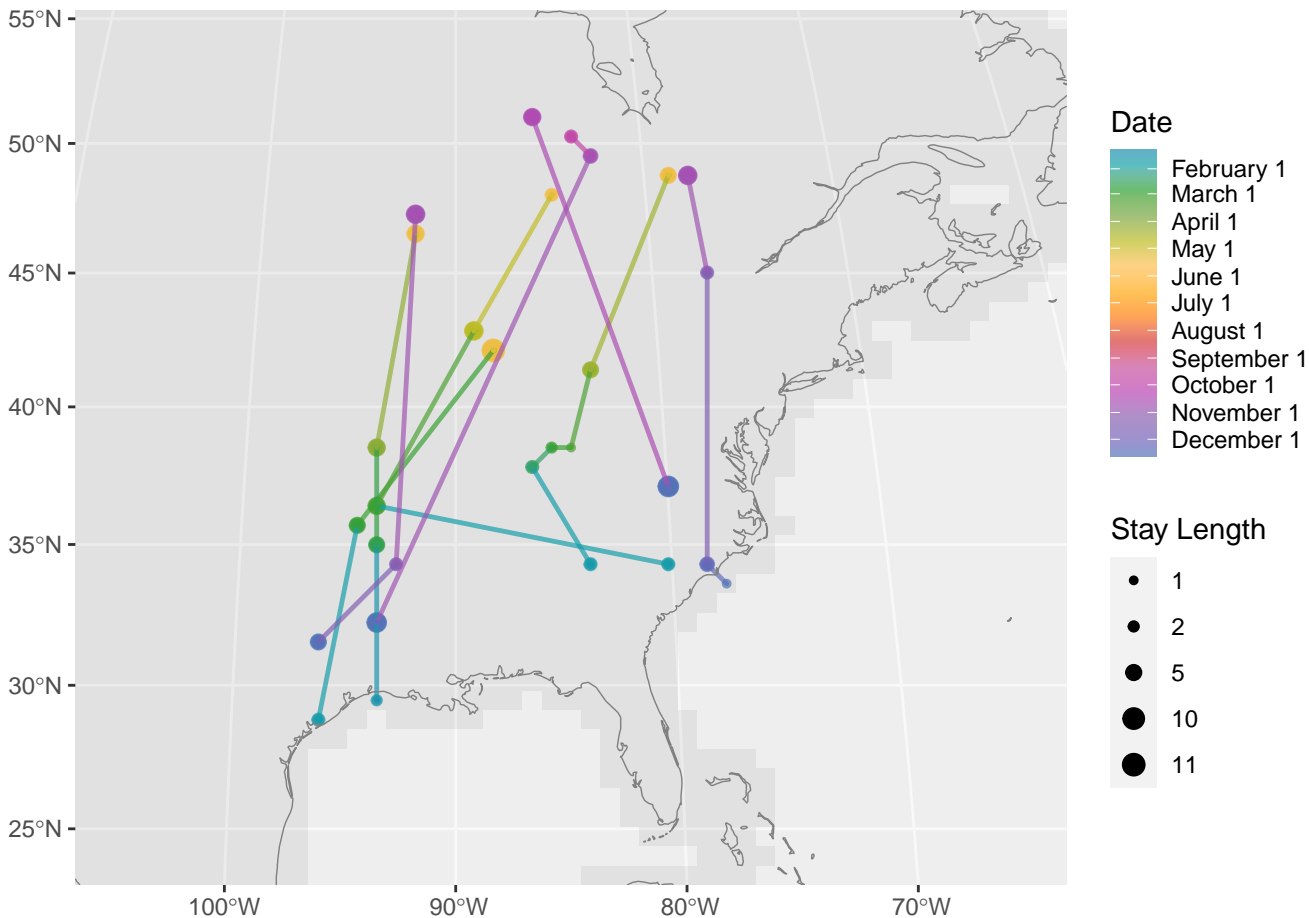 55°N
50°N
45°N
40°N
35°N
30°N
25°N
100°W
90°W
80°W
70°W
Date
February 1
March 1
April 1
May 1
June 1
July 1
August 1
September 1
October 1
November 1
December 1
Stay Length
1
2
5
10
11